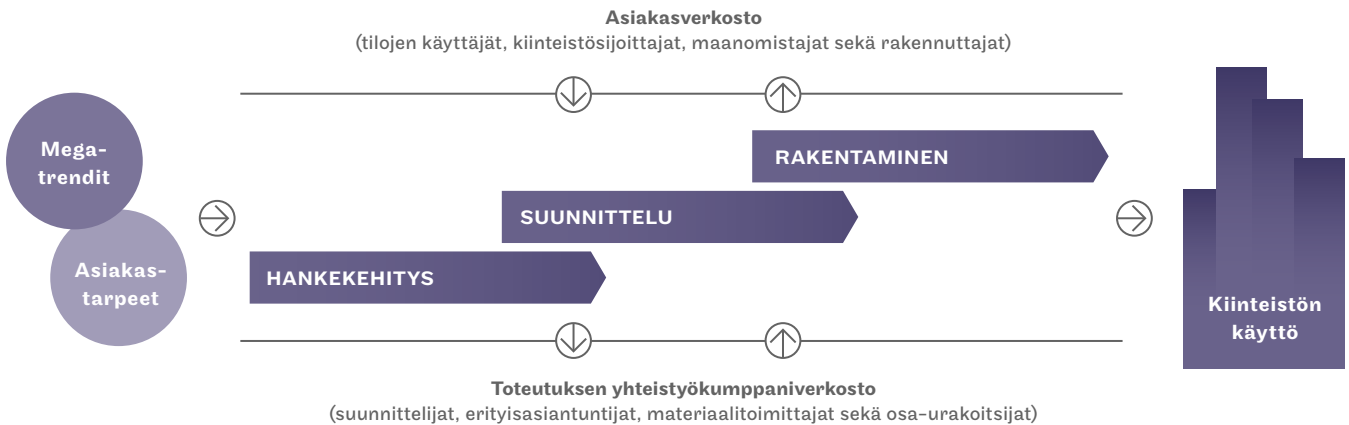 Asiakasverkosto
(tilojen käyttäjät, kiinteistösijoittajat, maanomistajat sekä rakennuttajat)
Mega-
trendit
Asiakas-
tarpeet
RAKENTAMINEN
SUUNNITTELU
HANKEKEHITYS
Kiinteistön
käyttö
Toteutuksen yhteistyökumppaniverkosto
(suunnittelijat, erityisasiantuntijat, materiaalitoimittajat sekä osa-urakoitsijat)